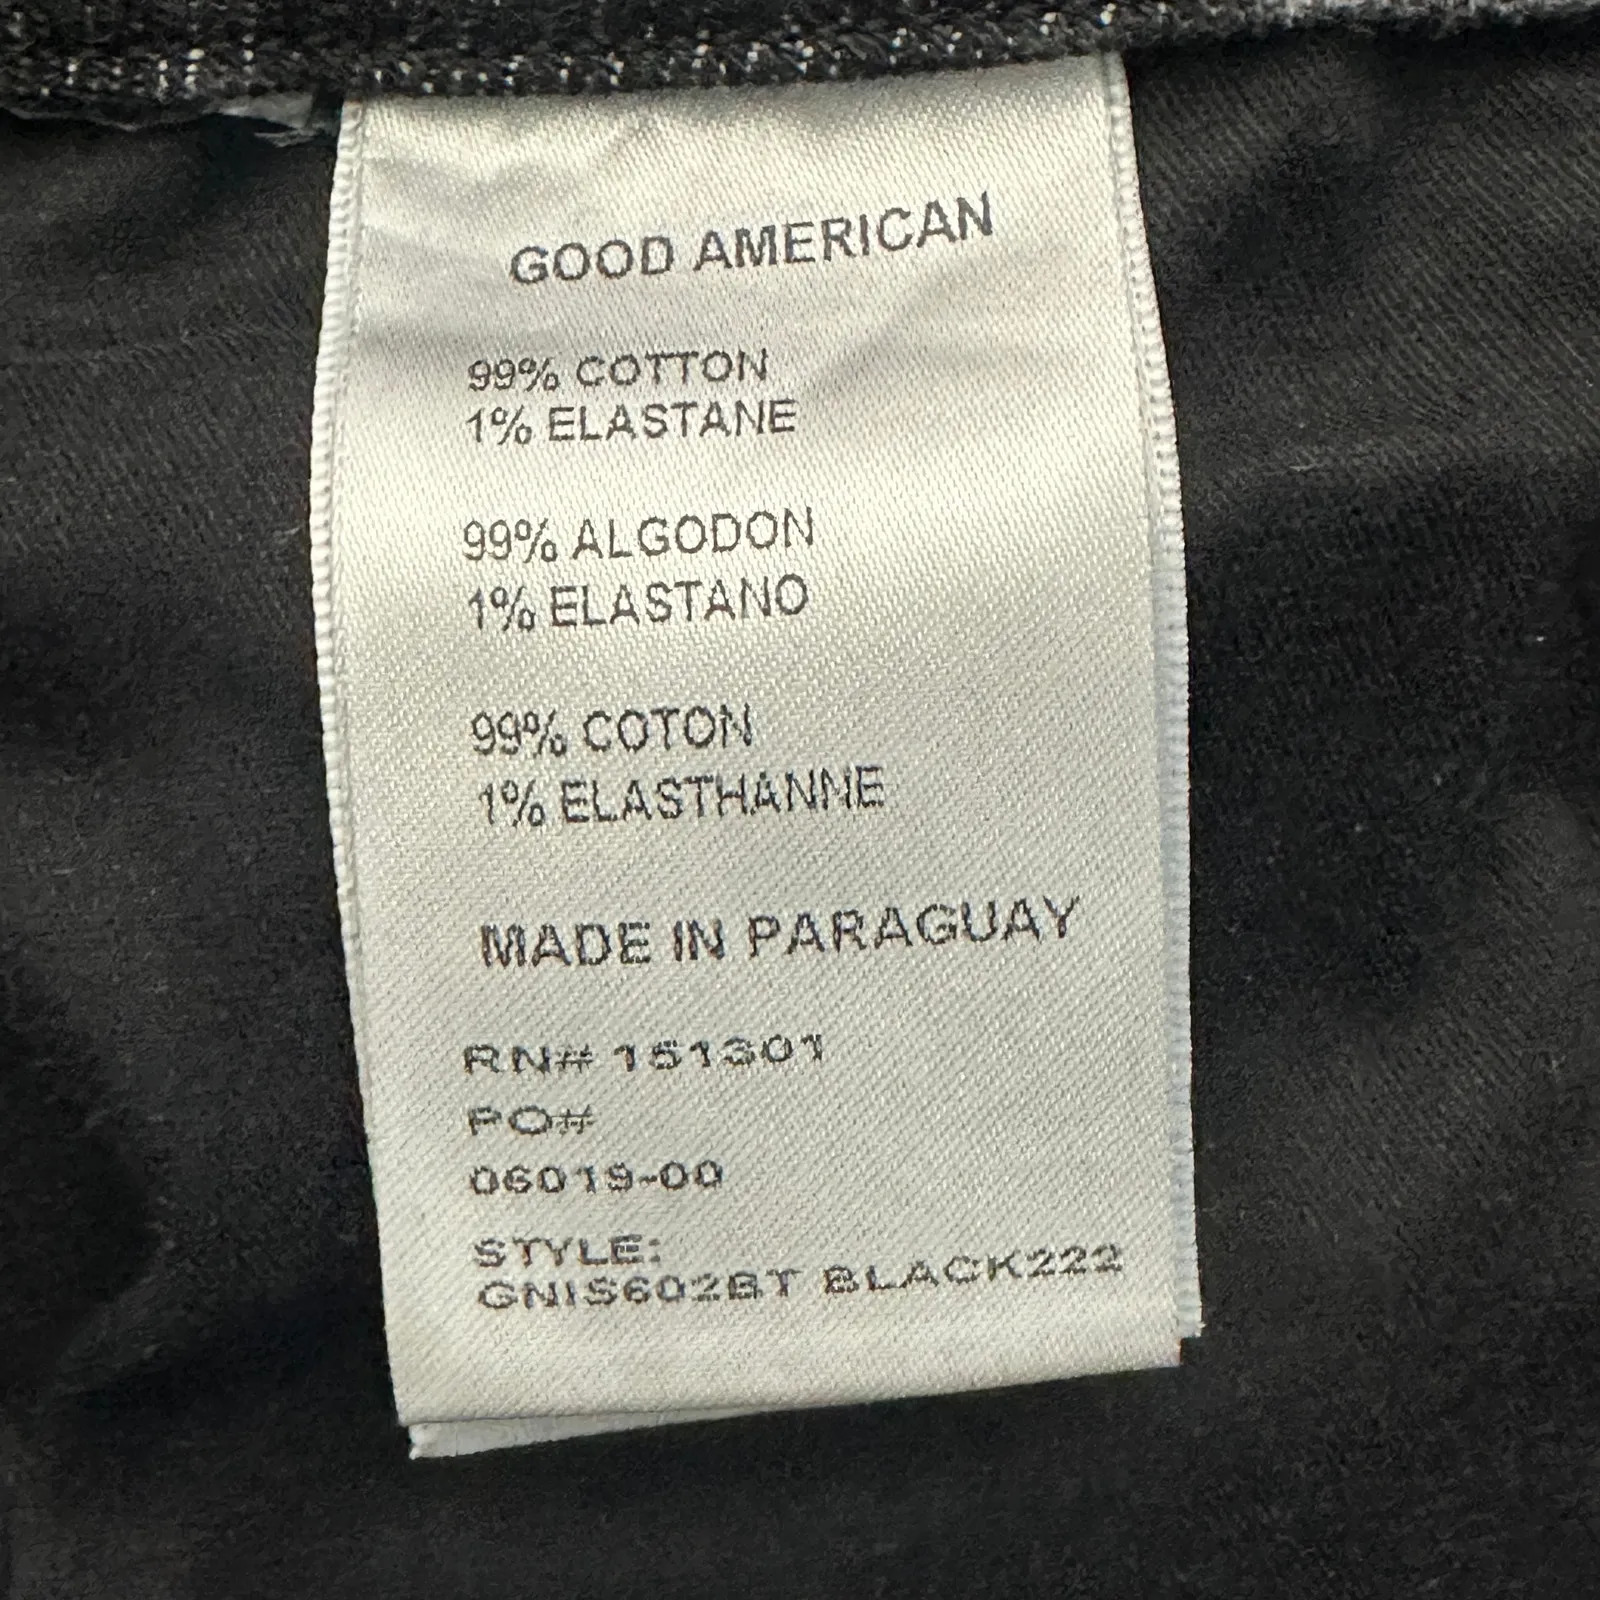 GOOD AMERICAN
99% COTTON
1% ELASTANE
99% ALGODON
1% ELASTANO
99% COTON
1% ELASTHANNE
MADE IN PARAGUAY
RN# 151301
PO#
06019-00
STYLE:
GNIS602BT BLACK222